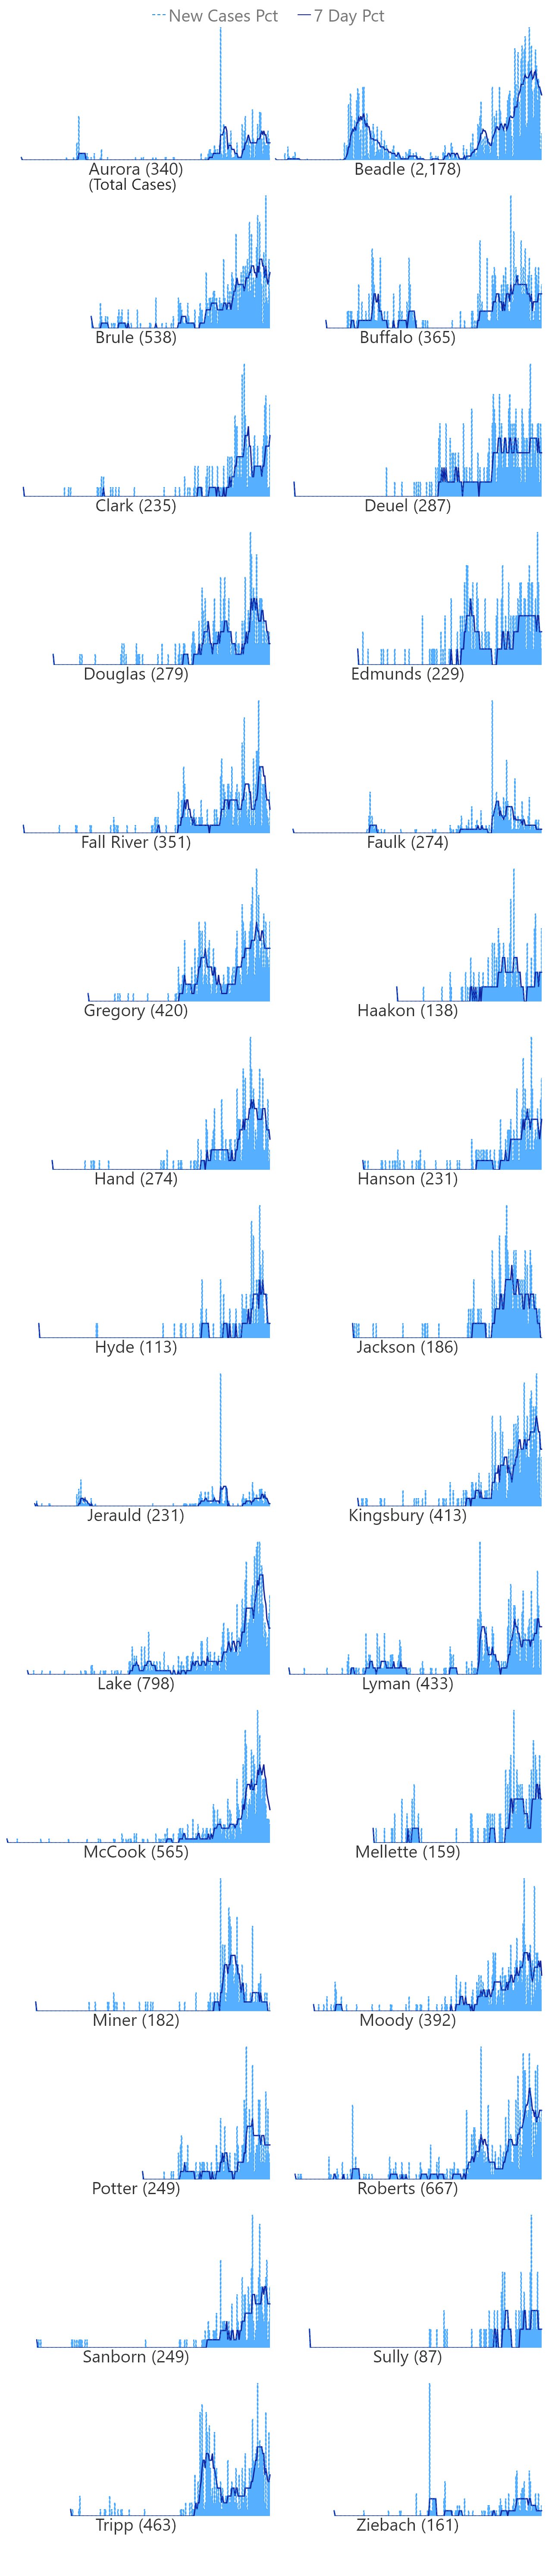 New Cases Pct 7 Day Pct
Aurora (340) Beadle (2,178)
(Total Cases)
Brule (538) Buffalo (365)
Clark (235) Deuel (287)
Douglas (279) Edmunds (229)
Fall River (351) Faulk (274)
Gregory (420) Haakon (138)
Hand (274) Hanson (231)
Hyde (113) Jackson (186)
Jerauld (231) Kingsbury (413)
Lake (798) Lyman (433)
McCook (565) Mellette (159)
Miner (182) Moody (392)
Potter (249) Roberts (667)
Sanborn (249) Sully (87)
Tripp (463) Ziebach (161)